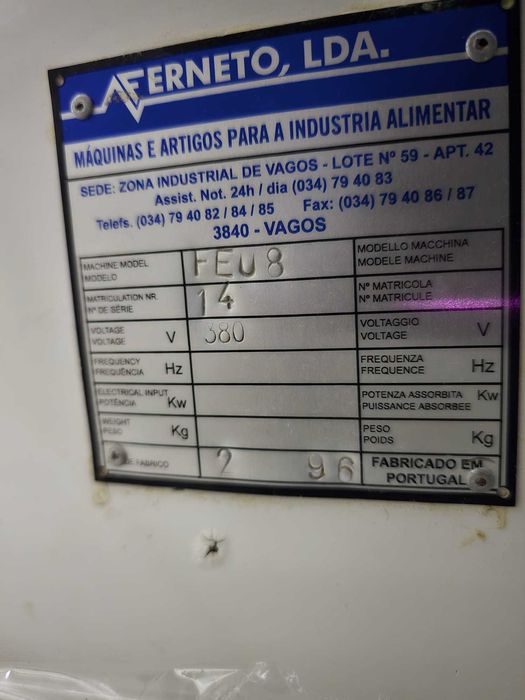 FERNETO, LDA.
MÁQUINAS E ARTIGOS PARA A INDUSTRIA ALIMENTAR
SEDE: ZONA INDUSTRIAL DE VAGOS - LOTE Nº 59 - APT. 42
Assist. Not. 24h / dia (034) 79 40 83
Telefs. (034) 79 40 82 / 84 / 85 Fax: (034) 79 40 86 / 87
3840 - VAGOS
MACHINE MODEL
MODELO
FEU8
MODELLO MACCHINA
MODELE MACHINE
MATRICULATION NR.
Nº DE SÉRIE
14
Nº MATRICOLA
Nº MATRICULE
VOLTAGE
VOLTAGE
V
380
VOLTAGGIO
VOLTAGE
V
FREQUENCY
FREQUÊNCIA
Hz
FREQUENZA
FREQUENCE
Hz
ELECTRICAL INPUT
POTÊNCIA
Kw
POTENZA ASSORBITA
PUISSANCE ABSORBEE
Kw
WEIGHT
PESO
Kg
PESO
POIDS
Kg
DE FABRICO
2 96
FABRICADO EM
PORTUGAL